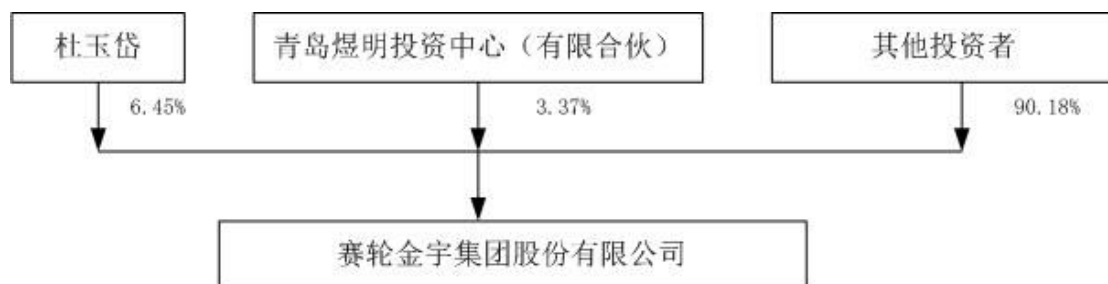 杜玉岱
青岛煜明投资中心（有限合伙）
其他投资者
6.45%
3.37%
90.18%
赛轮金宇集团股份有限公司